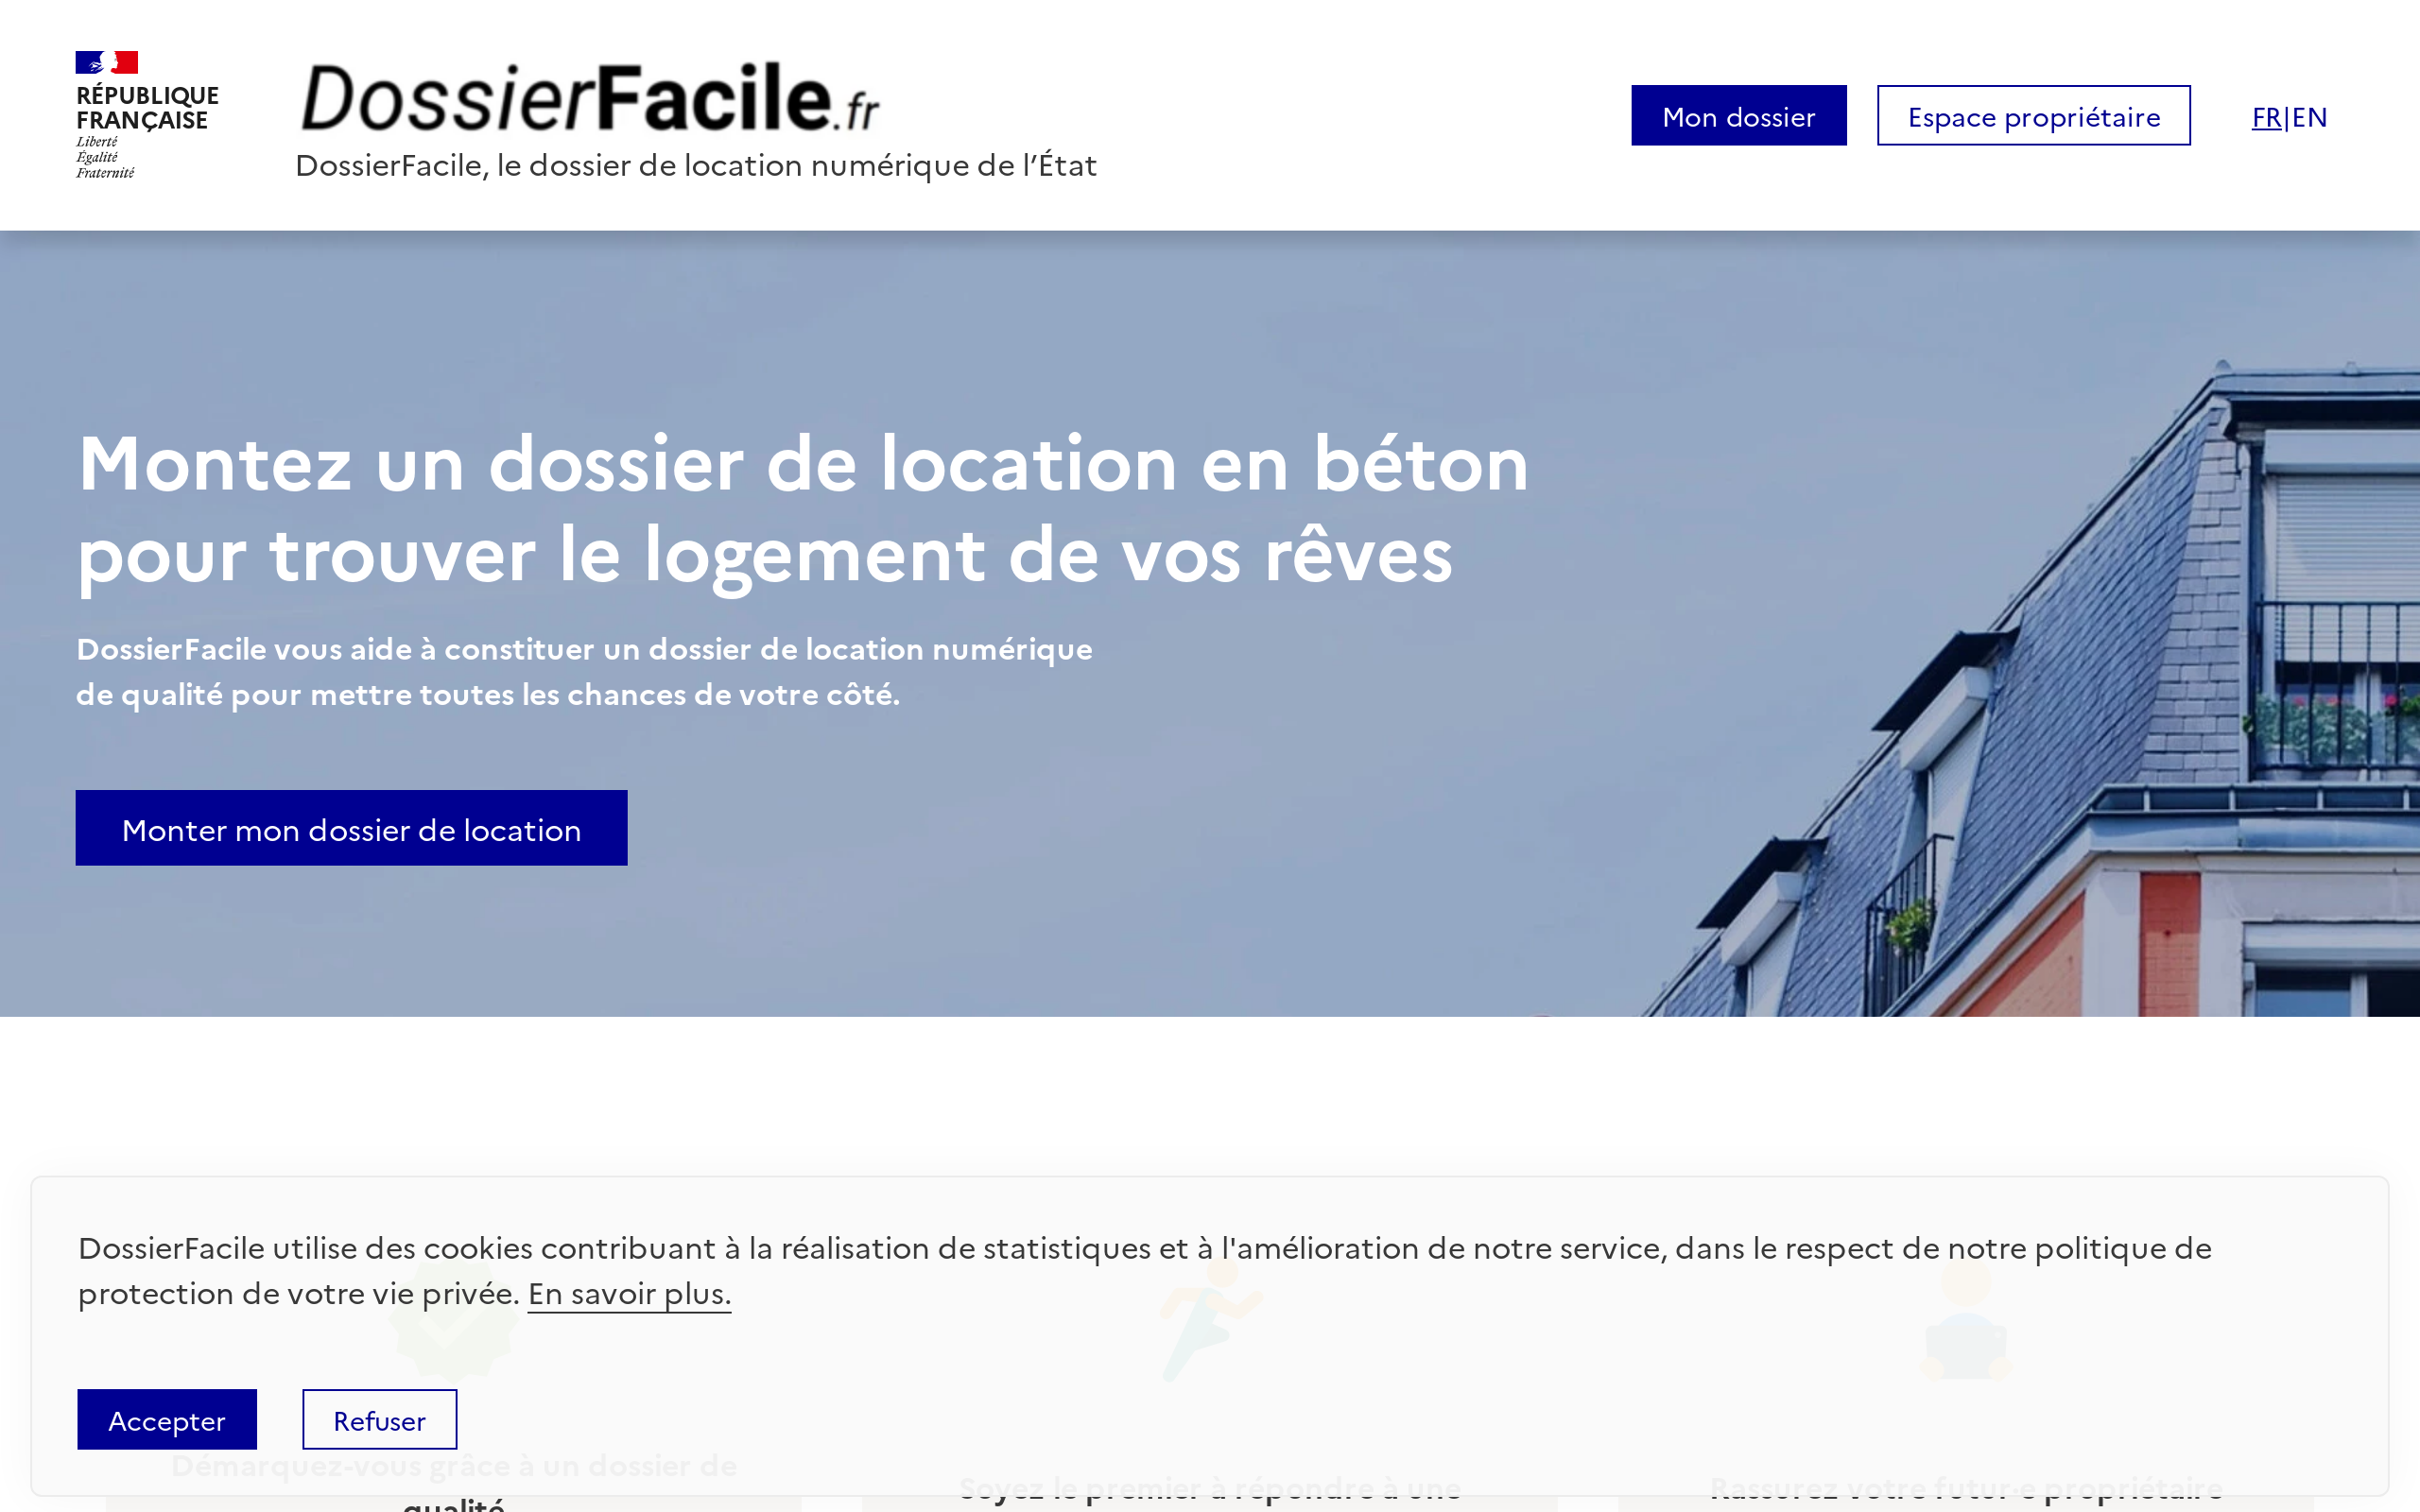 RÉPUBLIQUE
FRANÇAISE
Liberté
Égalité
Fraternité
DossierFacile.fr
DossierFacile, le dossier de location numérique de l’État
Mon dossier
Espace propriétaire
FR|EN
Montez un dossier de location en béton
pour trouver le logement de vos rêves
DossierFacile vous aide à constituer un dossier de location numérique
de qualité pour mettre toutes les chances de votre côté.
Monter mon dossier de location
DossierFacile utilise des cookies contribuant à la réalisation de statistiques et à l'amélioration de notre service, dans le respect de notre politique de
protection de votre vie privée. En savoir plus.
Accepter
Refuser
Démarquez-vous grâce à un dossier de
qualité
Soyez le premier à répondre à une
Rassurez votre futur·e propriétaire